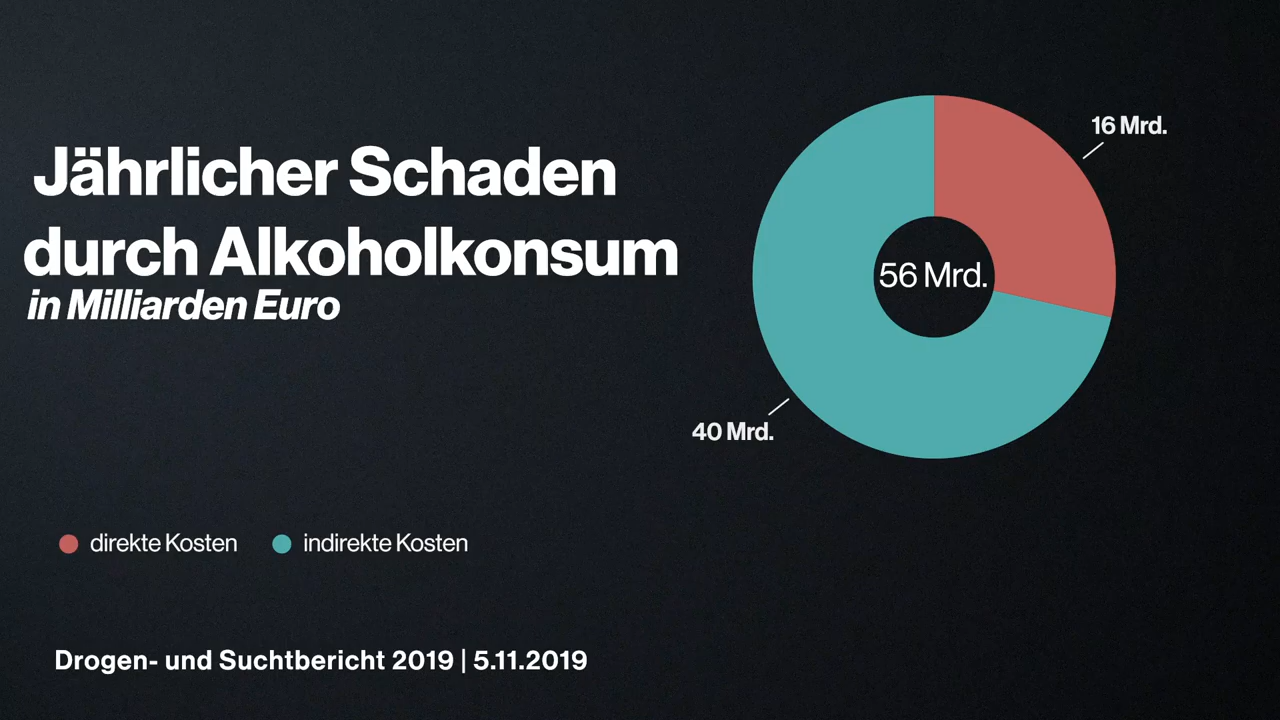 Jährlicher Schaden
durch Alkoholkonsum
in Milliarden Euro
16 Mrd.
56 Mrd.
40 Mrd.
direkte Kosten
indirekte Kosten
Drogen- und Suchtbericht 2019 | 5.11.2019